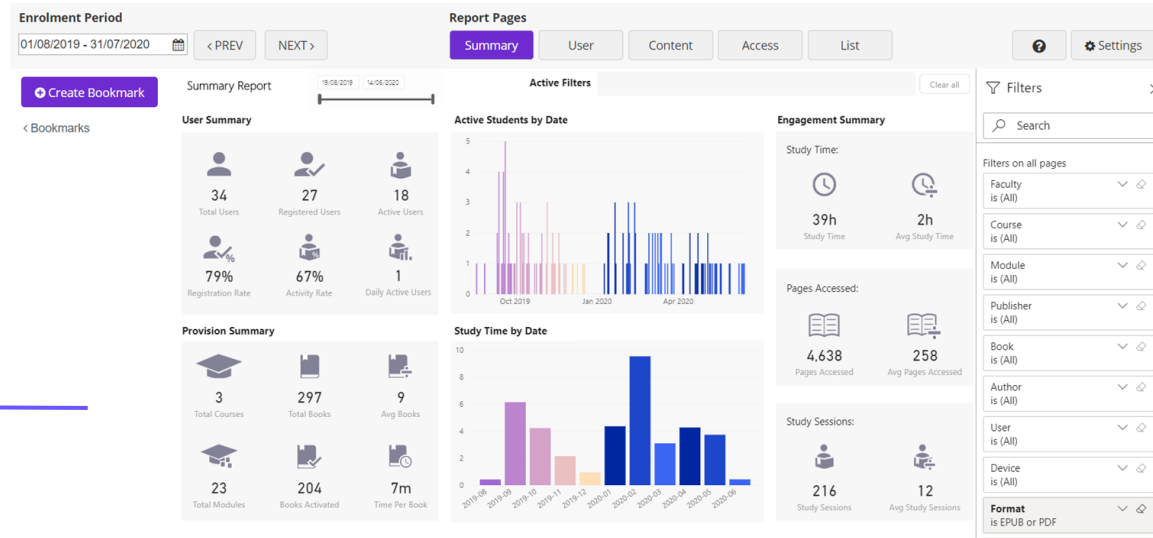 Enrolment Period
01/08/2019 - 31/07/2020
< PREV
NEXT >
Report Pages
Summary
User
Content
Access
List
?
Settings
Create Bookmark
< Bookmarks
Summary Report
19/08/2019
14/06/2020
Active Filters
Clear all
User Summary
34
27
18
Total Users
Registered Users
Active Users
%
79%
67%
1
Registration Rate
Activity Rate
Daily Active Users
Provision Summary
3
297
9
Total Courses
Total Books
Avg Books
23
204
7m
Total Modules
Books Activated
Time Per Book
Active Students by Date
5
4
3
2
1
0
Oct 2019
Jan 2020
Apr 2020
Study Time by Date
10
8
6
4
2
0
2019-08
2019-09
2019-10
2019-11
2019-12
2020-01
2020-02
2020-03
2020-04
2020-05
2020-06
Engagement Summary
Study Time:
39h
2h
Study Time
Avg Study Time
Pages Accessed:
4,638
258
Pages Accessed
Avg Pages Accessed
Study Sessions:
216
12
Study Sessions
Avg Study Sessions
Filters
Search
Filters on all pages
Faculty
is (All)
Course
is (All)
Module
is (All)
Publisher
is (All)
Book
is (All)
Author
is (All)
User
is (All)
Device
is (All)
Format
is EPUB or PDF